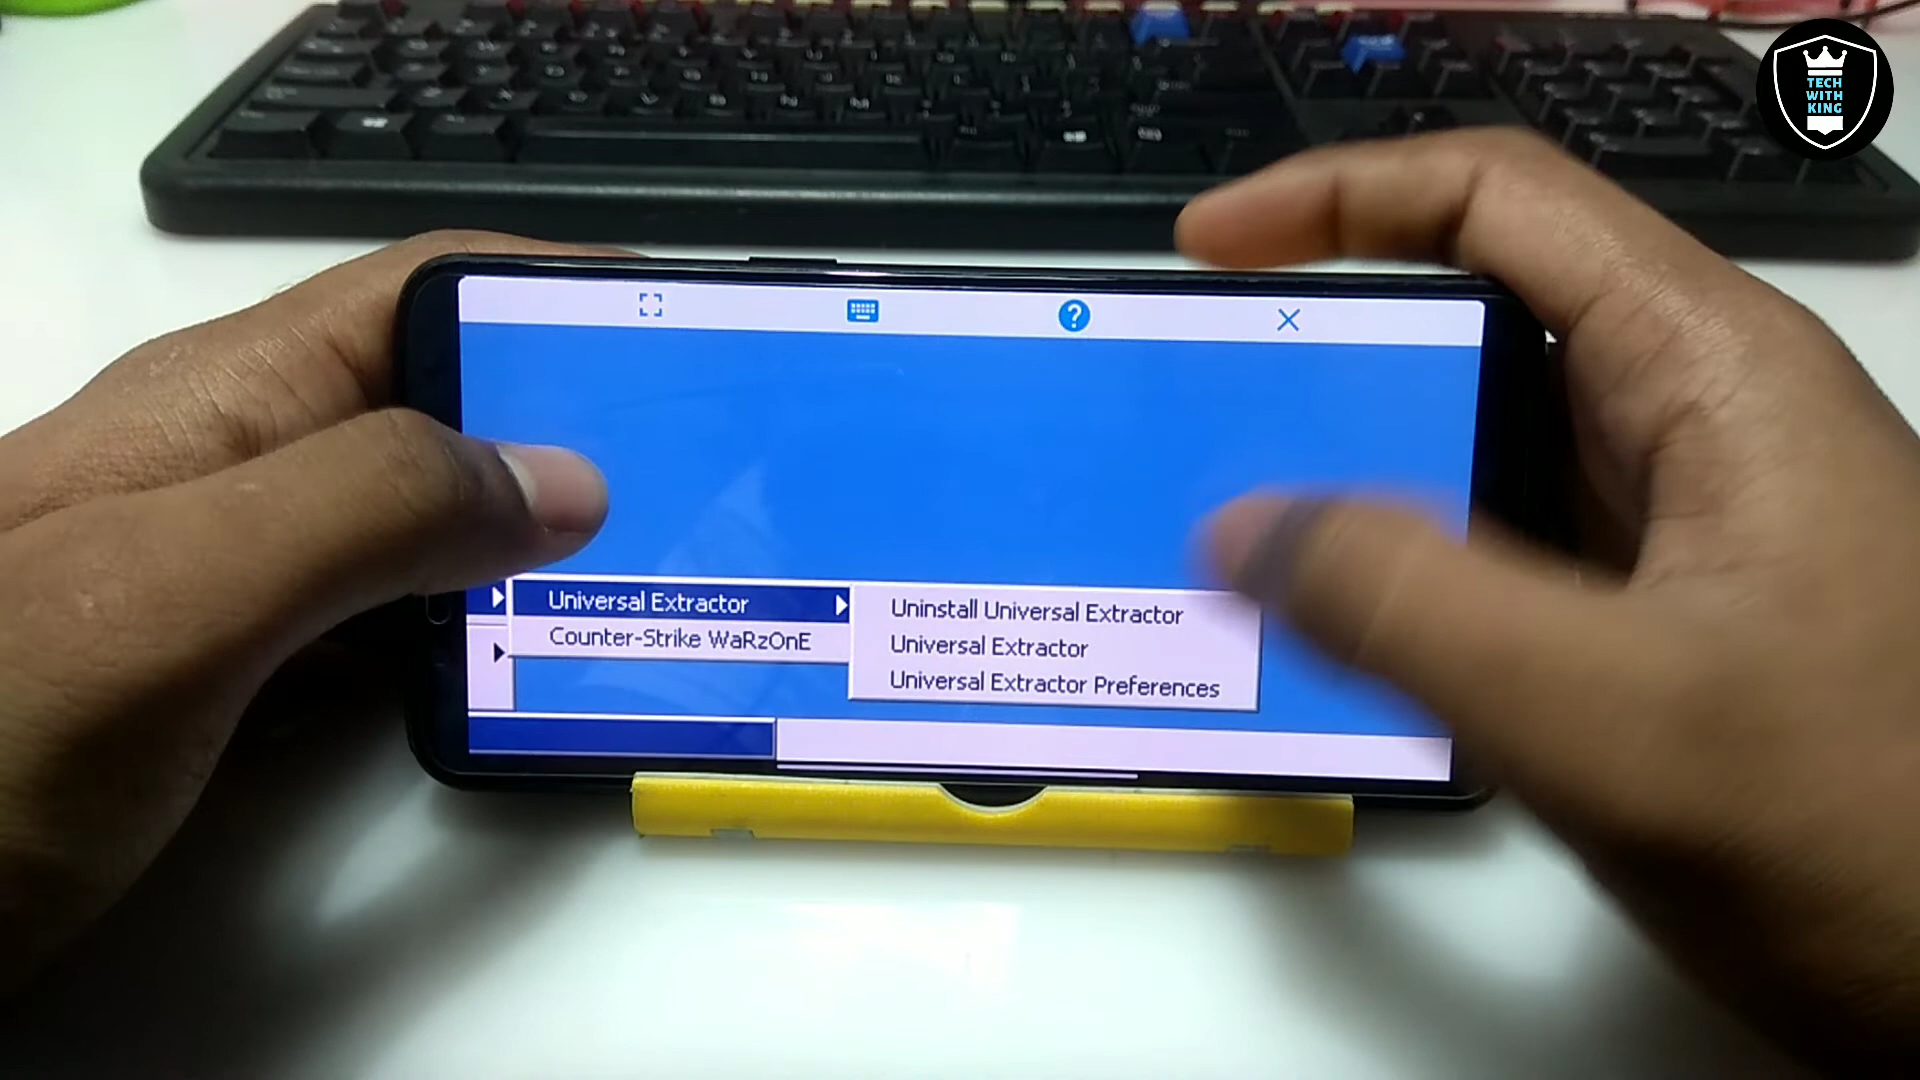 TECH
WITH
KING
?
Universal Extractor
Counter-Strike WaRzOnE
Uninstall Universal Extractor
Universal Extractor
Universal Extractor Preferences